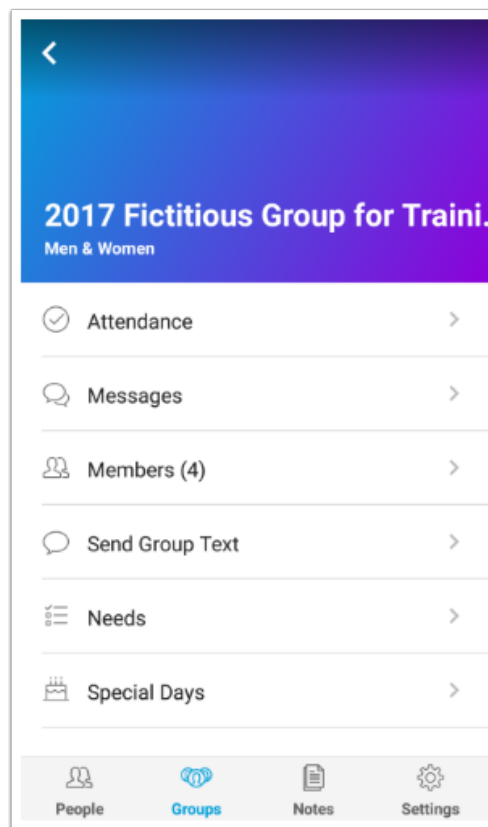 2017 Fictitious Group for Traini.
Men & Women
Attendance
Messages
Members (4)
Send Group Text
Needs
Special Days
People Groups Notes Settings